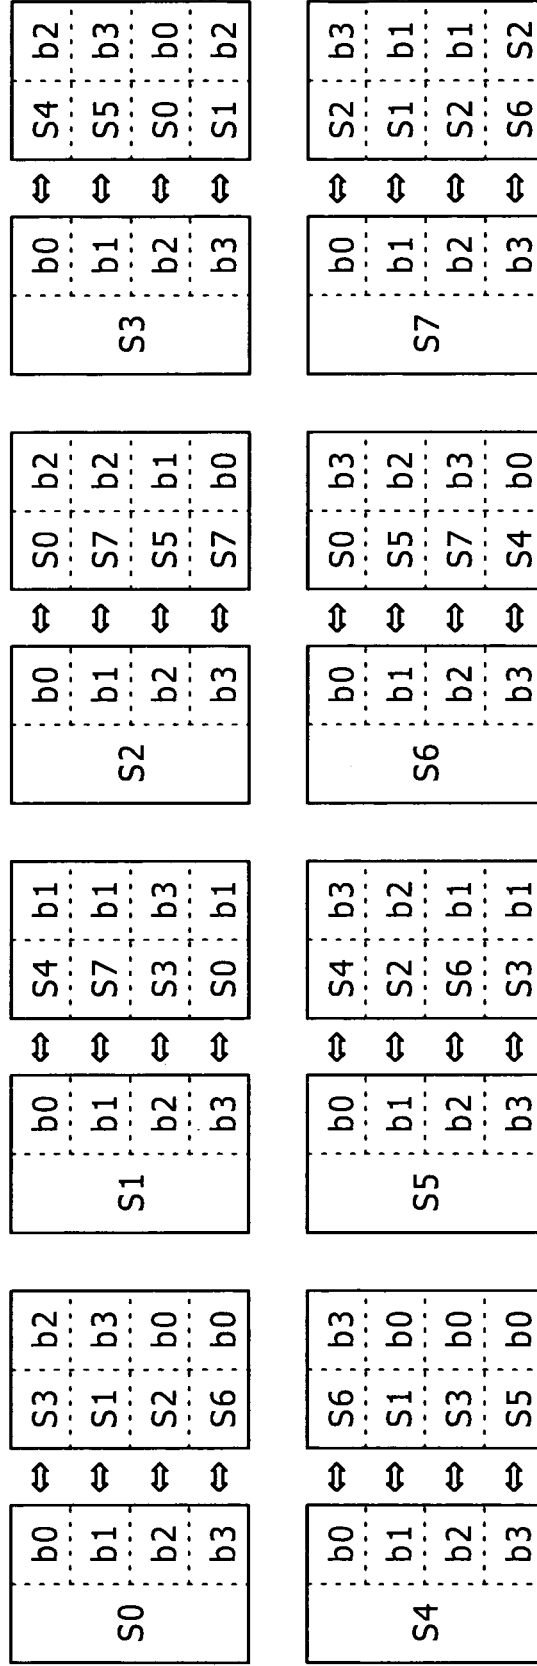 S0
b0 ⇔ S3 b2
b1 ⇔ S1 b3
b2 ⇔ S2 b0
b3 ⇔ S6 b0
S1
b0 ⇔ S4 b1
b1 ⇔ S7 b1
b2 ⇔ S3 b3
b3 ⇔ S0 b1
S2
b0 ⇔ S0 b2
b1 ⇔ S7 b2
b2 ⇔ S5 b1
b3 ⇔ S7 b0
S3
b0 ⇔ S4 b2
b1 ⇔ S5 b3
b2 ⇔ S0 b0
b3 ⇔ S1 b2
S4
b0 ⇔ S6 b3
b1 ⇔ S1 b0
b2 ⇔ S3 b0
b3 ⇔ S5 b0
S5
b0 ⇔ S4 b3
b1 ⇔ S2 b2
b2 ⇔ S6 b1
b3 ⇔ S3 b1
S6
b0 ⇔ S0 b3
b1 ⇔ S5 b2
b2 ⇔ S7 b3
b3 ⇔ S4 b0
S7
b0 ⇔ S2 b3
b1 ⇔ S1 b1
b2 ⇔ S2 b1
b3 ⇔ S6 S2